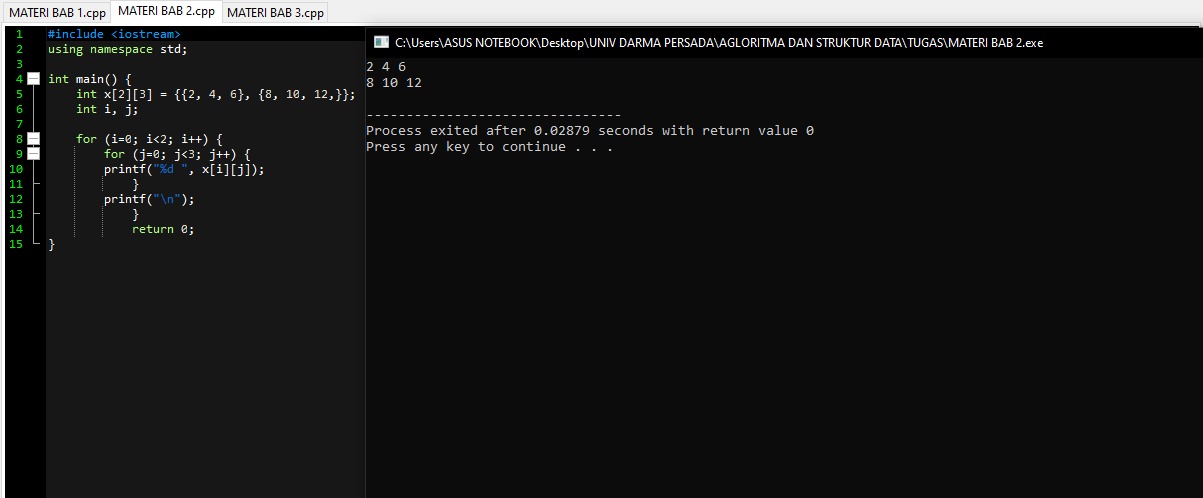 MATERI BAB 1.cpp MATERI BAB 2.cpp MATERI BAB 3.cpp
1 #include <iostream>
2 using namespace std;
3
4 int main() {
5 int x[2][3] = {{2, 4, 6}, {8, 10, 12,}};
6 int i, j;
7
8 for (i=0; i<2; i++) {
9 for (j=0; j<3; j++) {
10 printf("%d ", x[i][j]);
11 }
12 printf("\n");
13 }
14 return 0;
15 }
C:\Users\ASUS NOTEBOOK\Desktop\UNIV DARMA PERSADA\AGLORITMA DAN STRUKTUR DATA\TUGAS\MATERI BAB 2.exe
2 4 6
8 10 12
--------------------------------
Process exited after 0.02879 seconds with return value 0
Press any key to continue . . .